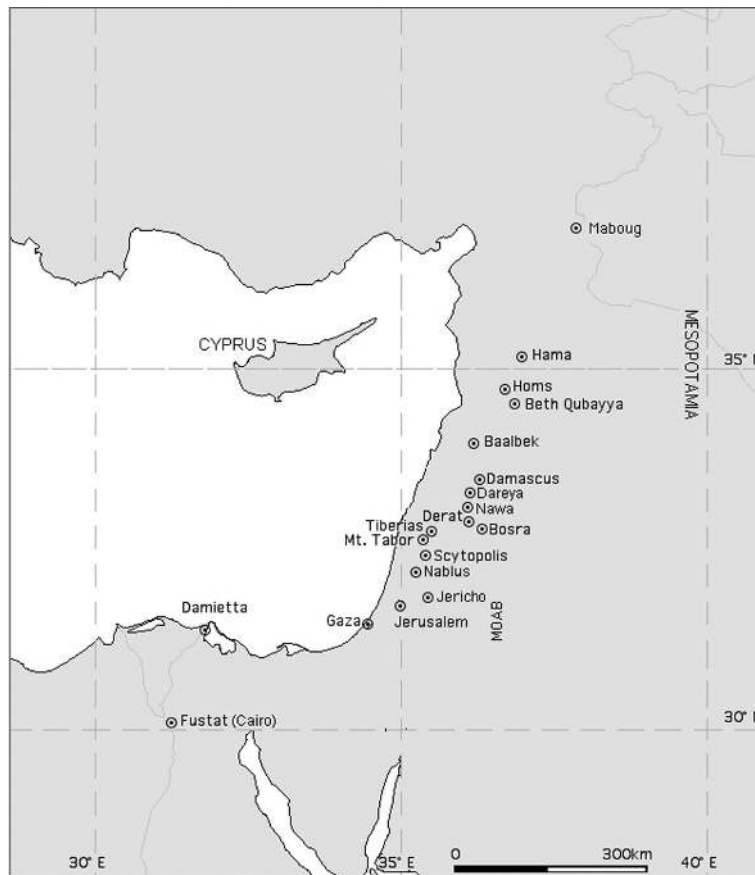 Maboug
MESOPOTAMIA
CYPRUS
Hama
35° N
Homs
Beth Qubayya
Baalbek
Damascus
Dareya
Nawa
Derat
Tiberias
Bosra
Mt. Tabor
Scytopolis
Nablus
Jericho
Damietta
Gaza
Jerusalem
MOAB
Fustat (Cairo)
30°
30° E
35° E
0
300km
40° E